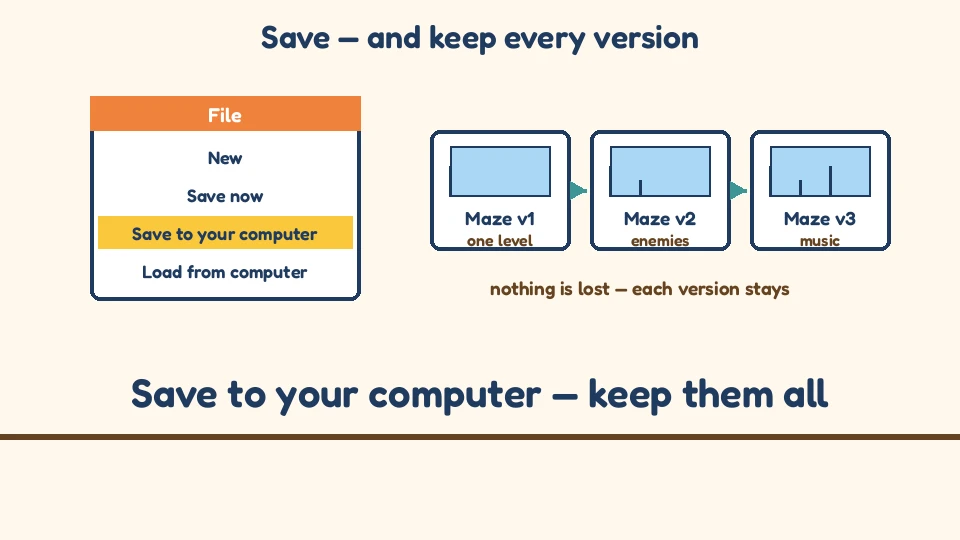 Save — and keep every version
File
New
Save now
Save to your computer
Load from computer
Maze v1
one level
Maze v2
enemies
Maze v3
music
nothing is lost — each version stays
Save to your computer — keep them all